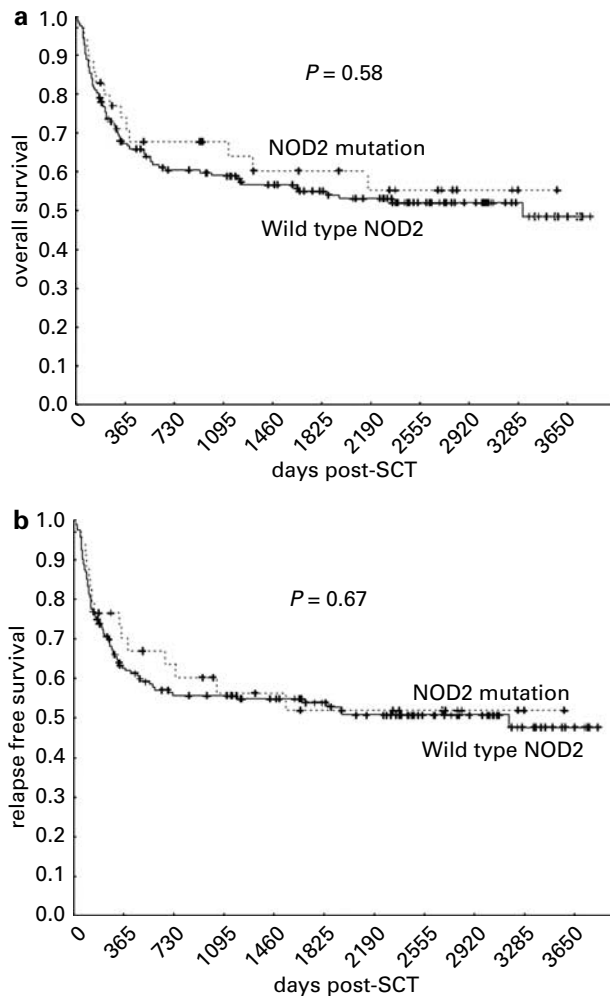 a
1.0
0.9
0.8
0.7
0.6
0.5
0.4
0.3
0.2
0.1
0.0
overall survival
P = 0.58
NOD2 mutation
Wild type NOD2
0 365 730 1095 1460 1825 2190 2555 2920 3285 3650
days post-SCT
b
1.0
0.9
0.8
0.7
0.6
0.5
0.4
0.3
0.2
0.1
0.0
relapse free survival
P = 0.67
NOD2 mutation
Wild type NOD2
0 365 730 1095 1460 1825 2190 2555 2920 3285 3650
days post-SCT